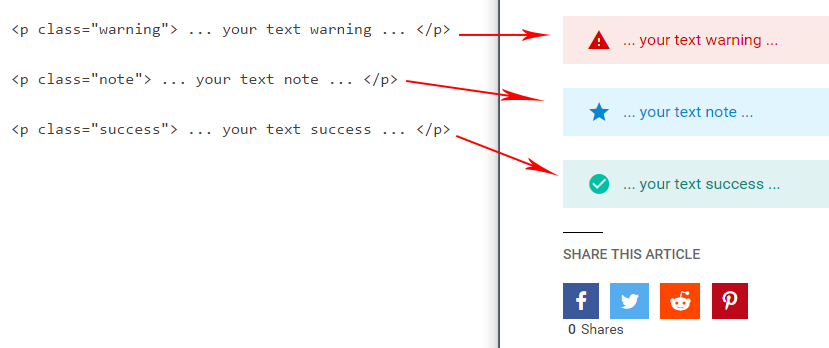 <p class="warning"> ... your text warning ... </p>
... your text warning ...
<p class="note"> ... your text note ... </p>
... your text note ...
<p class="success"> ... your text success ... </p>
... your text success ...
SHARE THIS ARTICLE
0 Shares